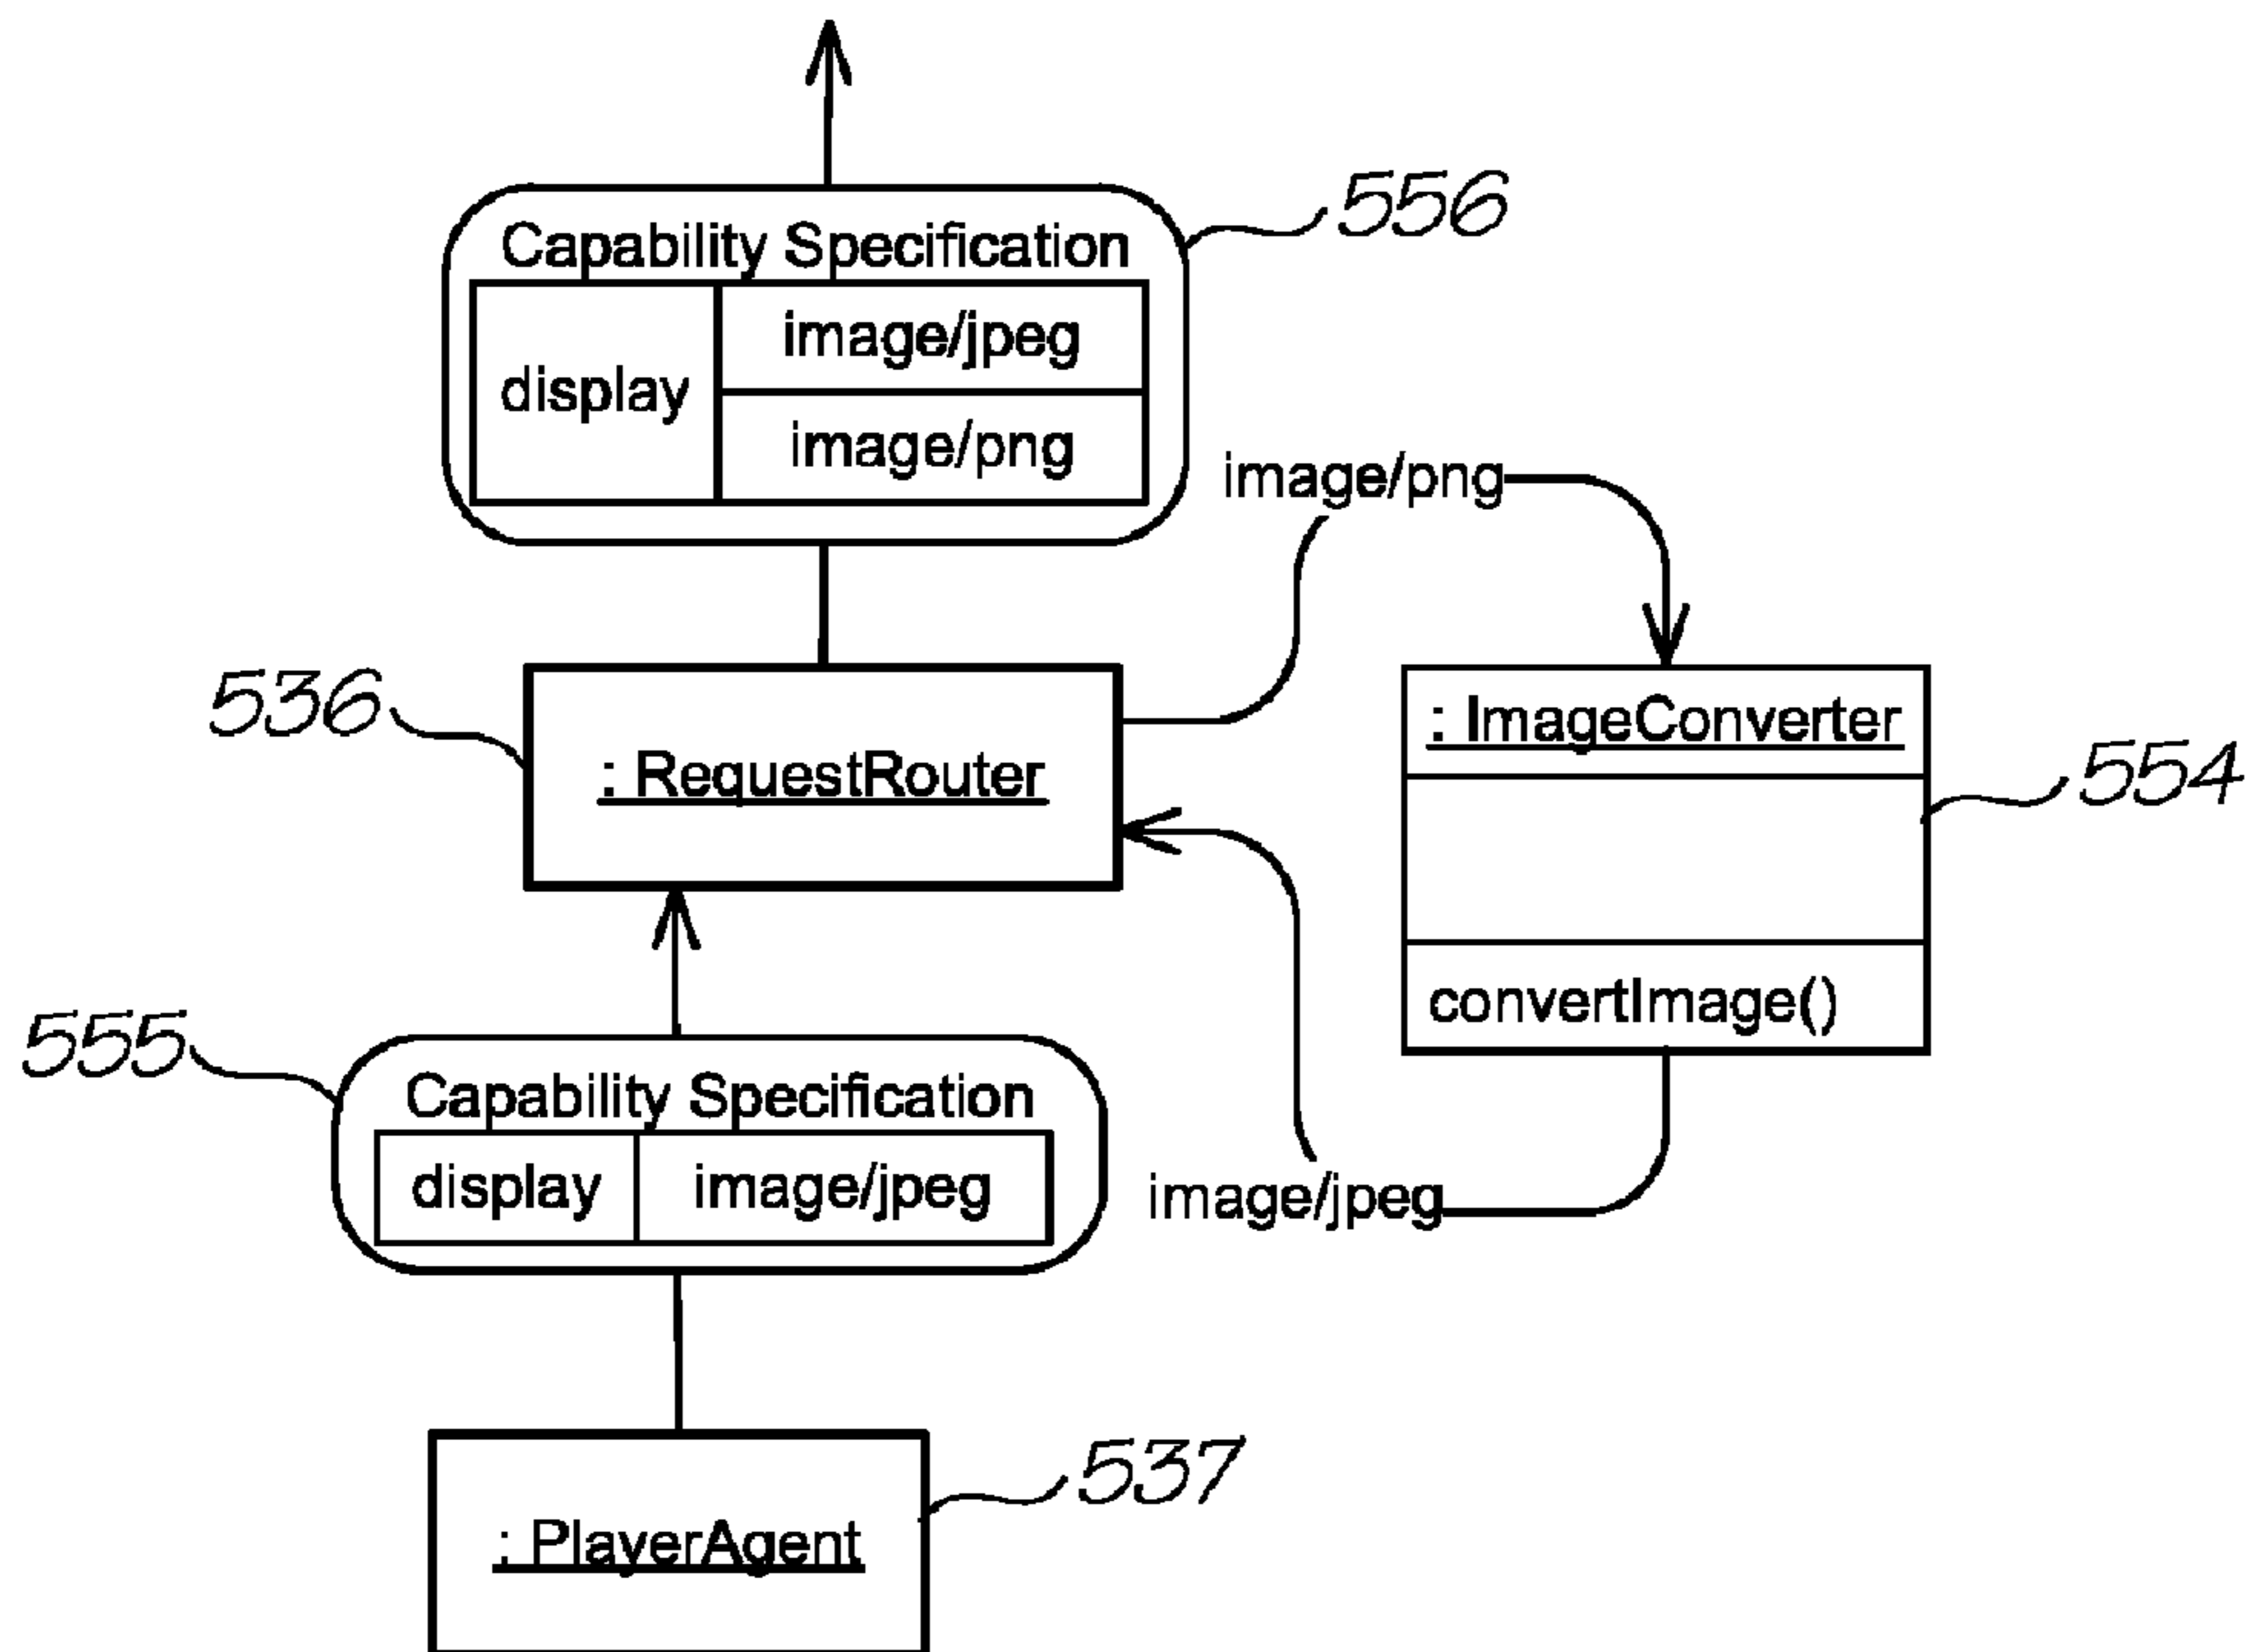 556
Capability Specification
display
image/jpeg
image/png
image/png
536
: RequestRouter
: ImageConverter
554
convertImage()
555
Capability Specification
display
image/jpeg
image/jpeg
537
: PlayerAgent